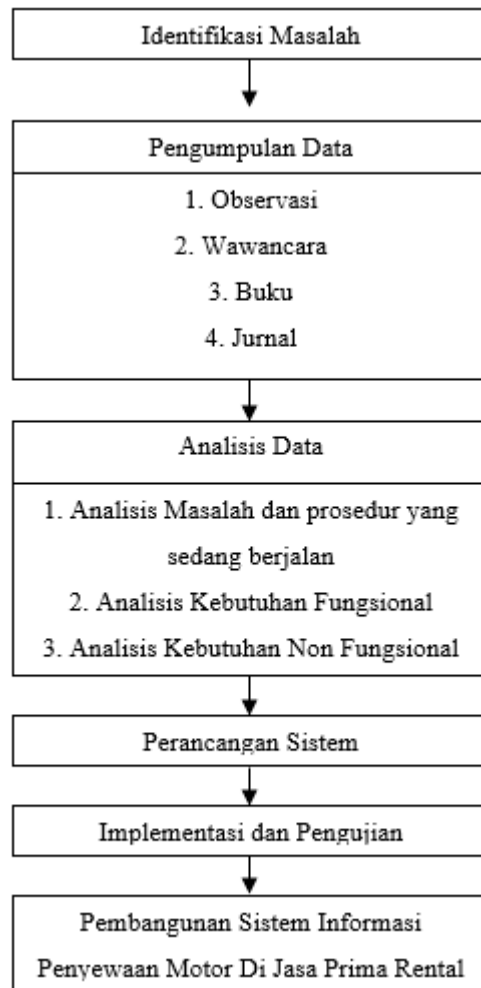 Identifikasi Masalah
Pengumpulan Data
1. Observasi
2. Wawancara
3. Buku
4. Jurnal
Analisis Data
1. Analisis Masalah dan prosedur yang
sedang berjalan
2. Analisis Kebutuhan Fungsional
3. Analisis Kebutuhan Non Fungsional
Perancangan Sistem
Implementasi dan Pengujian
Pembangunan Sistem Informasi
Penyewaan Motor Di Jasa Prima Rental